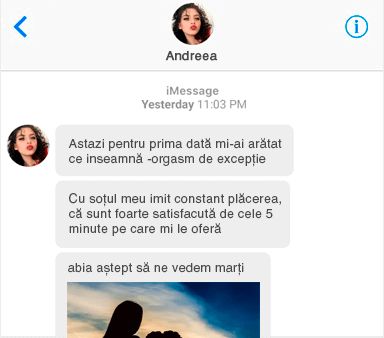 Andreea
iMessage
Yesterday 11:03 PM
Astazi pentru prima dată mi-ai arătat
ce inseamnă -orgasm de excepție
Cu soțul meu imit constant plăcerea,
că sunt foarte satisfacută de cele 5
minute pe care mi le oferă
abia aștept să ne vedem marți